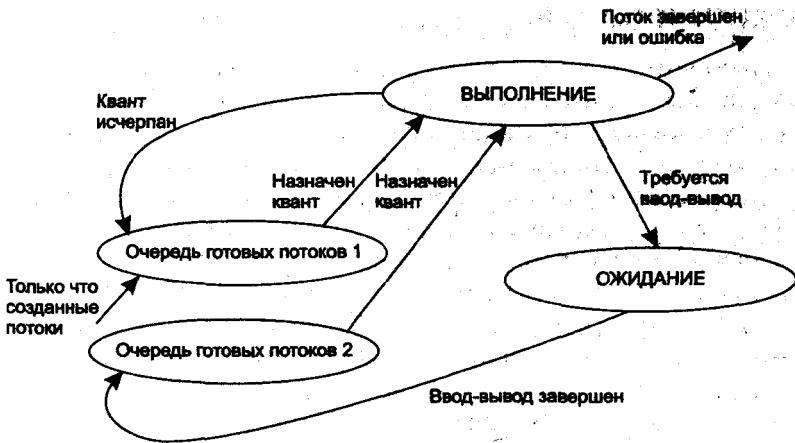 Поток завершен
или ошибка
ВЫПОЛНЕНИЕ
Квант
исчерпан
Назначен
квант
Назначен
квант
Требуется
ввод-вывод
Очередь готовых потоков 1
ОЖИДАНИЕ
Только что
созданные
потоки
Очередь готовых потоков 2
Ввод-вывод завершен